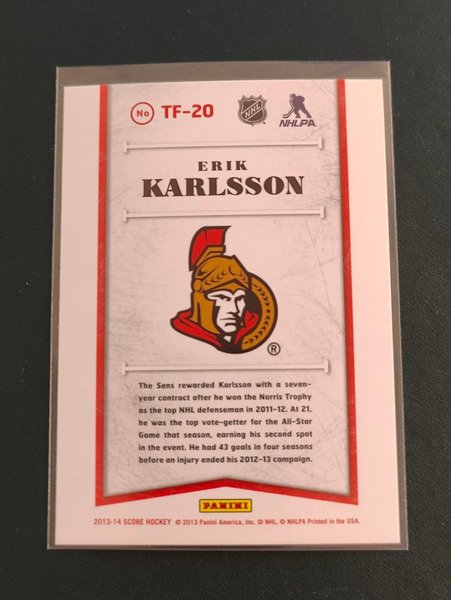 No TF-20 NHL NHLPA
ERIK
KARLSSON
®
The Sens rewarded Karlsson with a seven-
year contract after he won the Norris Trophy
as the top NHL defenseman in 2011-12. At 21,
he was the top vote-getter for the All-Star
Game that season, earning his second spot
in the event. He had 43 goals in four seasons
before an injury ended his 2012-13 campaign.
PANINI
2013-14 SCORE HOCKEY © 2013 Panini America, Inc. © NHL, © NHLPA Printed in the USA.